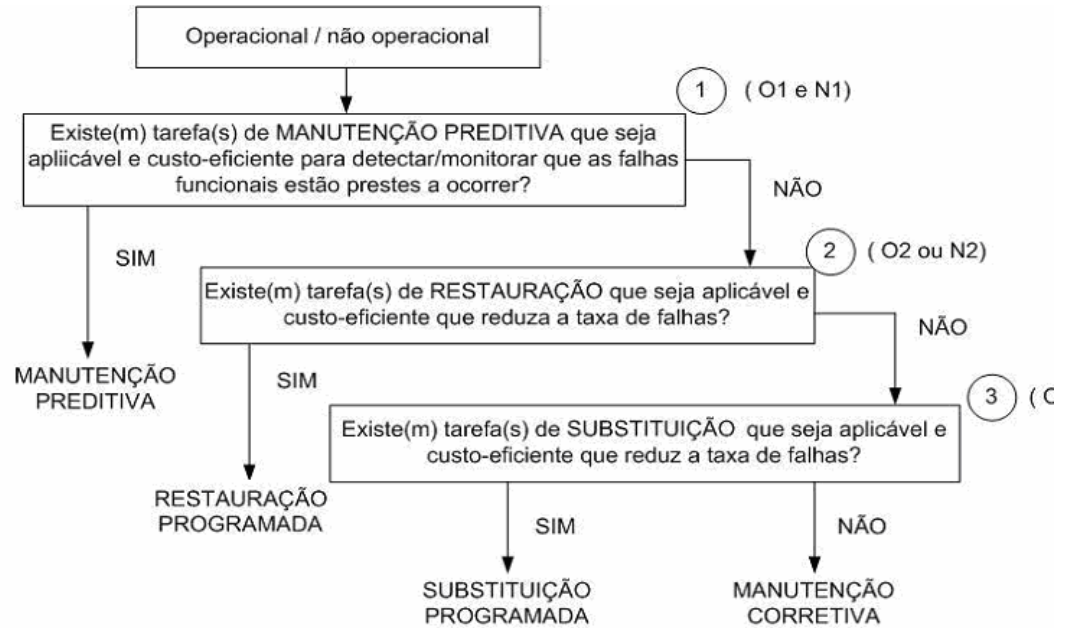 Operacional / não operacional
1 ( O1 e N1)
Existe(m) tarefa(s) de MANUTENÇÃO PREDITIVA que seja
apliicável e custo-eficiente para detectar/monitorar que as falhas
funcionais estão prestes a ocorrer?
NÃO
SIM
2 ( O2 ou N2)
Existe(m) tarefa(s) de RESTAURAÇÃO que seja aplicável e
custo-eficiente que reduza a taxa de falhas?
NÃO
MANUTENÇÃO
PREDITIVA
SIM
3 (
Existe(m) tarefa(s) de SUBSTITUIÇÃO que seja aplicável e
custo-eficiente que reduz a taxa de falhas?
RESTAURAÇÃO
PROGRAMADA
SIM
NÃO
SUBSTITUIÇÃO
PROGRAMADA
MANUTENÇÃO
CORRETIVA